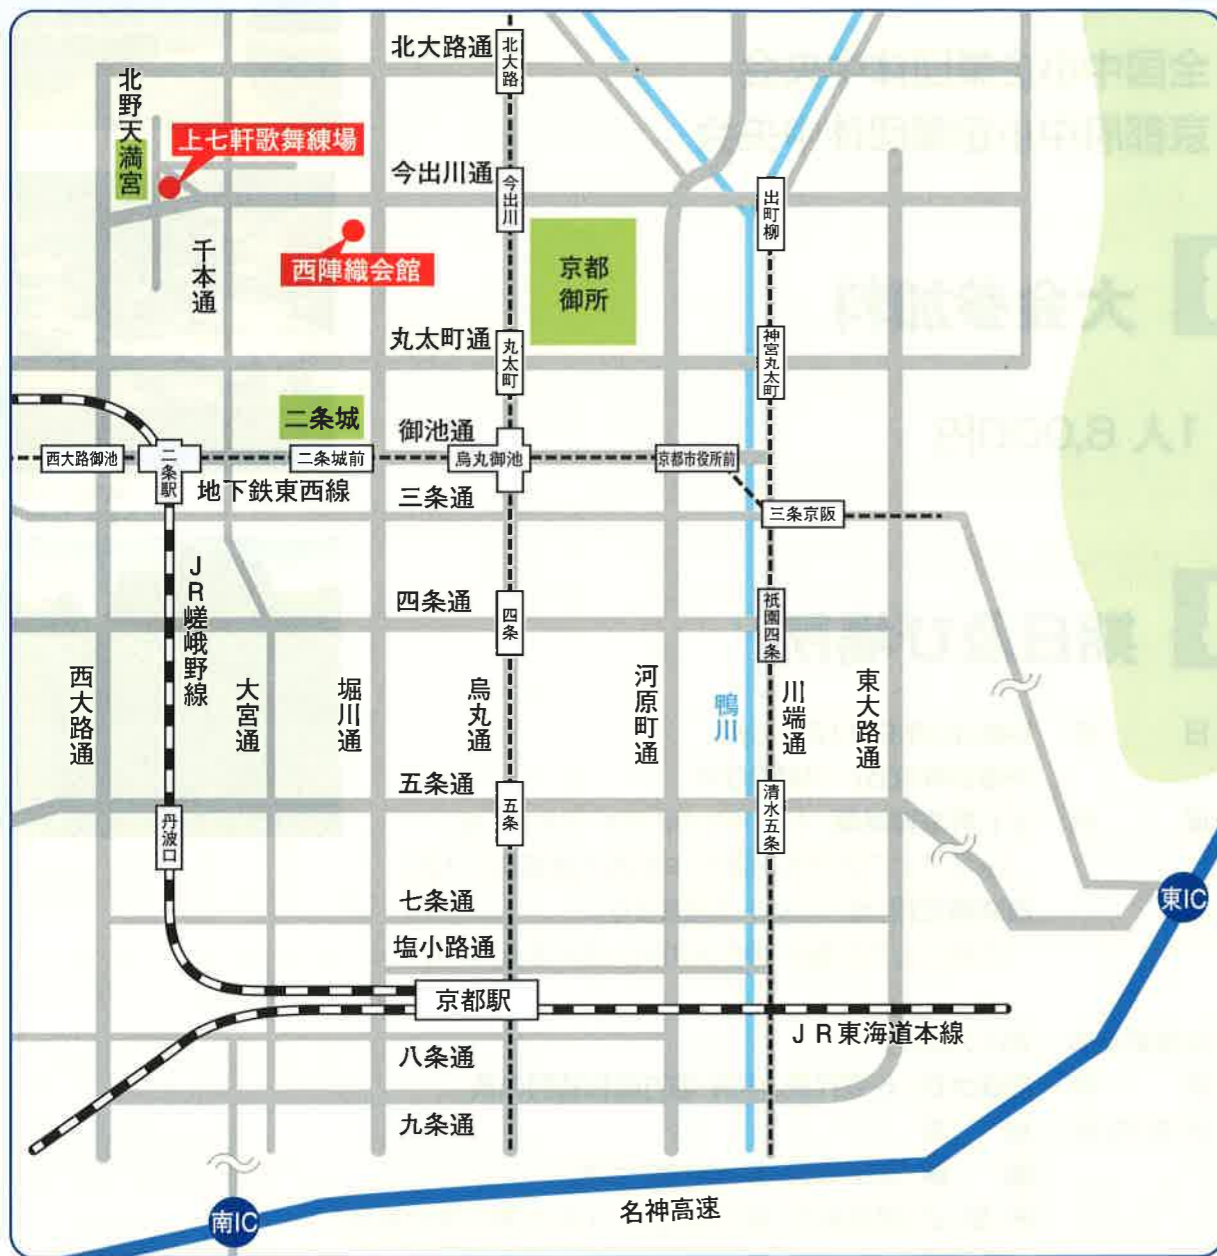 北大路通
北大路
北野天満宮
上七軒歌舞練場
今出川通
今出川
出町柳
千本通
西陣織会館
京都
御所
丸太町通
丸太町
神宮丸太町
二条城
御池通
西大路御池
二条駅
二条城前
烏丸御池
京都市役所前
地下鉄東西線
三条通
三条京阪
JR嵯峨野線
四条通
四条
祇園四条
西大路通
大宮通
堀川通
烏丸通
河原町通
鴨川
川端通
東大路通
五条通
五条
清水五条
丹波口
七条通
東IC
塩小路通
京都駅
JR東海道本線
八条通
九条通
名神高速
南IC